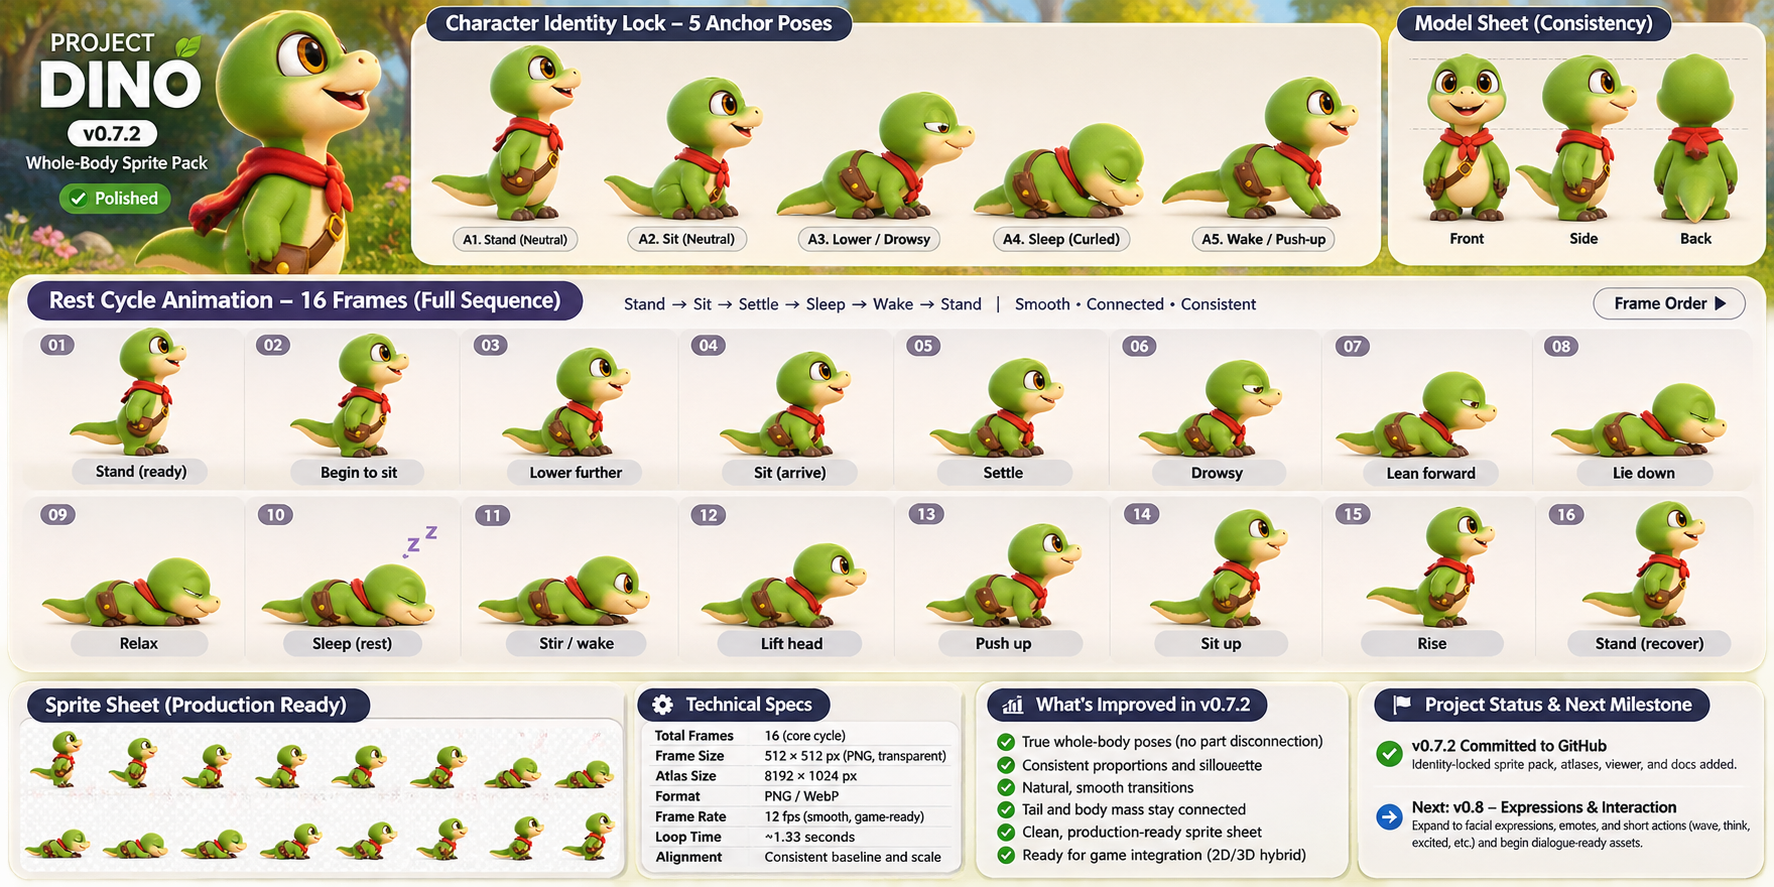 PROJECT
DINO
v0.7.2
Whole-Body Sprite Pack
Polished
Character Identity Lock – 5 Anchor Poses
A1. Stand (Neutral)
A2. Sit (Neutral)
A3. Lower / Drowsy
A4. Sleep (Curled)
A5. Wake / Push-up
Model Sheet (Consistency)
Front
Side
Back
Rest Cycle Animation – 16 Frames (Full Sequence)
Stand → Sit → Settle → Sleep → Wake → Stand | Smooth • Connected • Consistent
Frame Order
01
Stand (ready)
02
Begin to sit
03
Lower further
04
Sit (arrive)
05
Settle
06
Drowsy
07
Lean forward
08
Lie down
09
Relax
10
z z
Sleep (rest)
11
Stir / wake
12
Lift head
13
Push up
14
Sit up
15
Rise
16
Stand (recover)
Sprite Sheet (Production Ready)
Technical Specs
Total Frames 16 (core cycle)
Frame Size 512 × 512 px (PNG, transparent)
Atlas Size 8192 × 1024 px
Format PNG / WebP
Frame Rate 12 fps (smooth, game-ready)
Loop Time ~1.33 seconds
Alignment Consistent baseline and scale
What's Improved in v0.7.2
True whole-body poses (no part disconnection)
Consistent proportions and sillouette
Natural, smooth transitions
Tail and body mass stay connected
Clean, production-ready sprite sheet
Ready for game integration (2D/3D hybrid)
Project Status & Next Milestone
v0.7.2 Committed to GitHub
Identity-locked sprite pack, atlases, viewer, and docs added.
Next: v0.8 – Expressions & Interaction
Expand to facial expressions, emotes, and short actions (wave, think,
excited, etc.) and begin dialogue-ready assets.